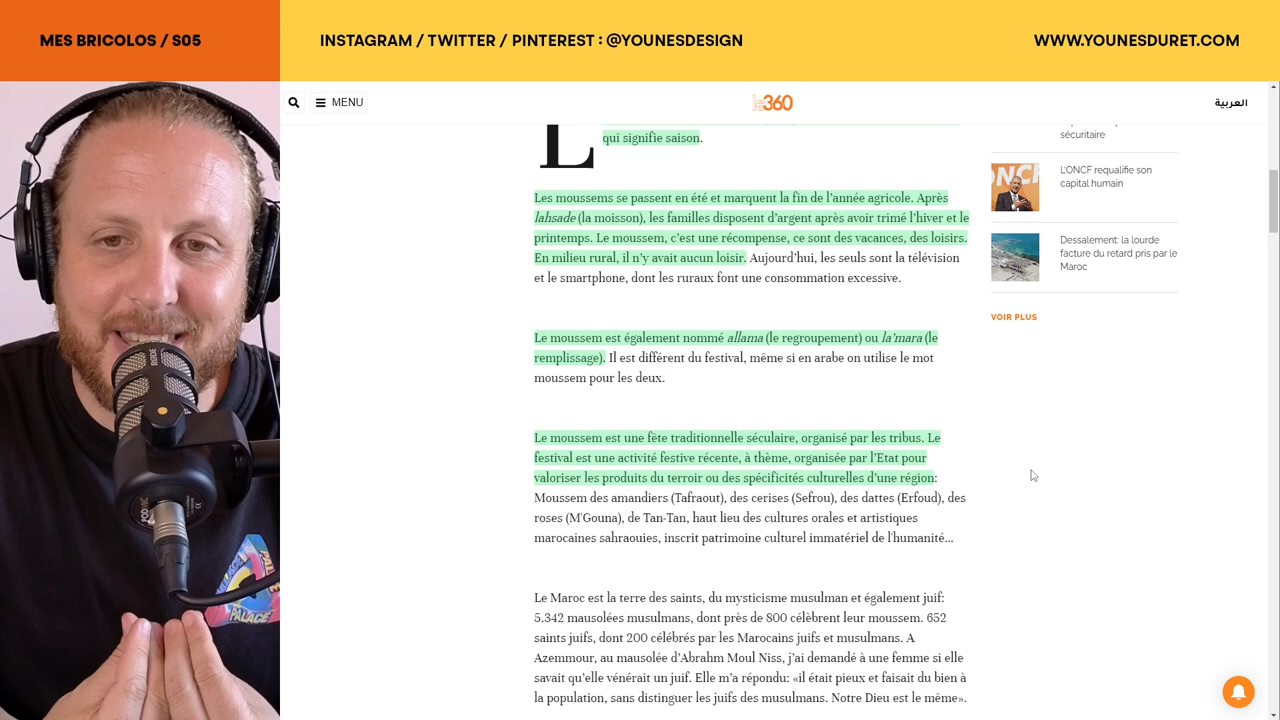 MES BRICOLOS / S05
INSTAGRAM / TWITTER / PINTEREST : @YOUNESDESIGN
WWW.YOUNESDURET.COM
MENU
le360
العربية
L
qui signifie saison.
Les moussems se passent en été et marquent la fin de l’année agricole. Après
lahsade (la moisson), les familles disposent d’argent après avoir trimé l’hiver et le
printemps. Le moussem, c’est une récompense, ce sont des vacances, des loisirs.
En milieu rural, il n’y avait aucun loisir. Aujourd’hui, les seuls sont la télévision
et le smartphone, dont les ruraux font une consommation excessive.
Le moussem est également nommé allama (le regroupement) ou la’mara (le
remplissage). Il est différent du festival, même si en arabe on utilise le mot
moussem pour les deux.
Le moussem est une fête traditionnelle séculaire, organisé par les tribus. Le
festival est une activité festive récente, à thème, organisée par l’Etat pour
valoriser les produits du terroir ou des spécificités culturelles d’une région:
Moussem des amandiers (Tafraout), des cerises (Sefrou), des dattes (Erfoud), des
roses (M'Gouna), de Tan-Tan, haut lieu des cultures orales et artistiques
marocaines sahraouies, inscrit patrimoine culturel immatériel de l'humanité…
Le Maroc est la terre des saints, du mysticisme musulman et également juif:
5.342 mausolées musulmans, dont près de 800 célèbrent leur moussem. 652
saints juifs, dont 200 célébrés par les Marocains juifs et musulmans. A
Azemmour, au mausolée d’Abrahm Moul Niss, j’ai demandé à une femme si elle
savait qu’elle vénérait un juif. Elle m’a répondu: «il était pieux et faisait du bien à
la population, sans distinguer les juifs des musulmans. Notre Dieu est le même».
sécuritaire
L'ONCF requalifie son
capital humain
Dessalement: la lourde
facture du retard pris par le
Maroc
VOIR PLUS
RODE
PODMIC
PALACE